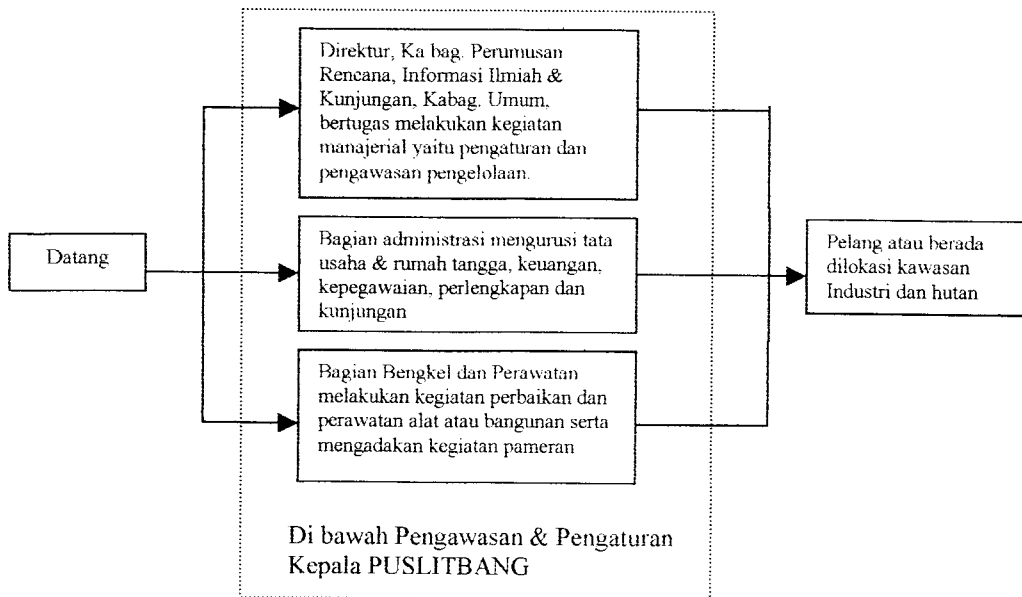 Direktur, Ka bag. Perumusan
Rencana, Informasi Ilmiah &
Kunjungan, Kabag. Umum,
bertugas melakukan kegiatan
manajerial yaitu pengaturan dan
pengawasan pengelolaan.
Datang
Bagian administrasi mengurusi tata
usaha & rumah tangga, keuangan,
kepegawaian, perlengkapan dan
kunjungan
Pelang atau berada
dilokasi kawasan
Industri dan hutan
Bagian Bengkel dan Perawatan
melakukan kegiatan perbaikan dan
perawatan alat atau bangunan serta
mengadakan kegiatan pameran
Di bawah Pengawasan & Pengaturan
Kepala PUSLITBANG